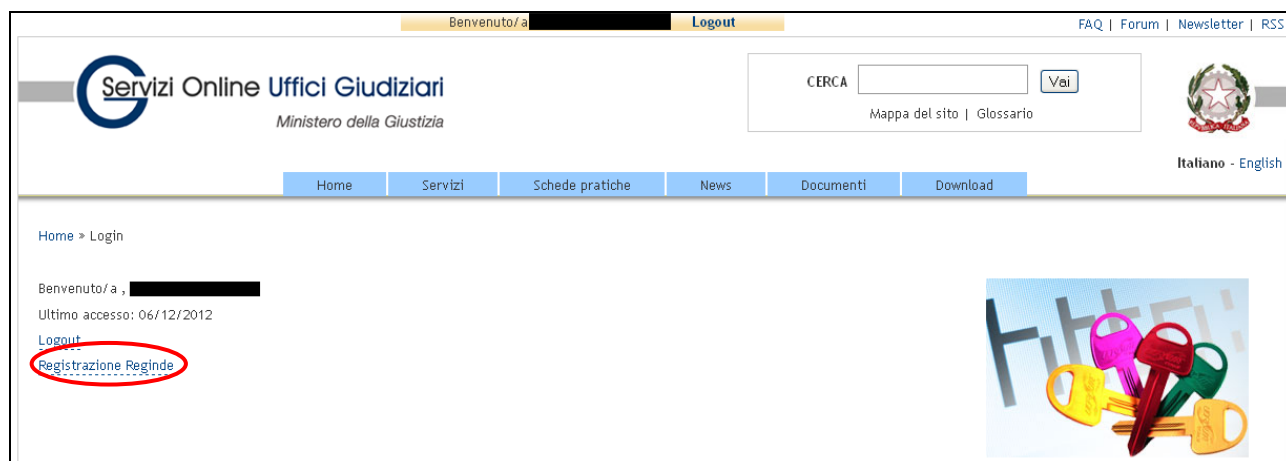 Benvenuto/a Logout
FAQ | Forum | Newsletter | RSS
Servizi Online Uffici Giudiziari
Ministero della Giustizia
CERCA Vai
Mappa del sito | Glossario
Italiano - English
Home Servizi Schede pratiche News Documenti Download
Home » Login
Benvenuto/a ,
Ultimo accesso: 06/12/2012
Logout
Registrazione Reginde
http: